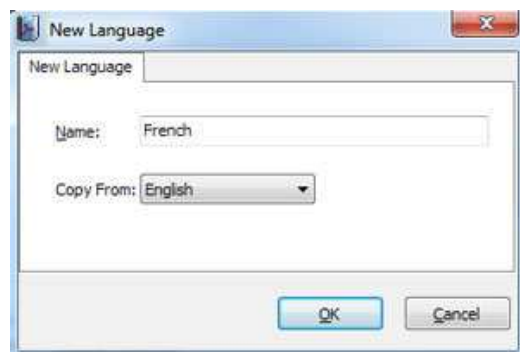 New Language
New Language
Name: French
Copy From: English
OK Cancel